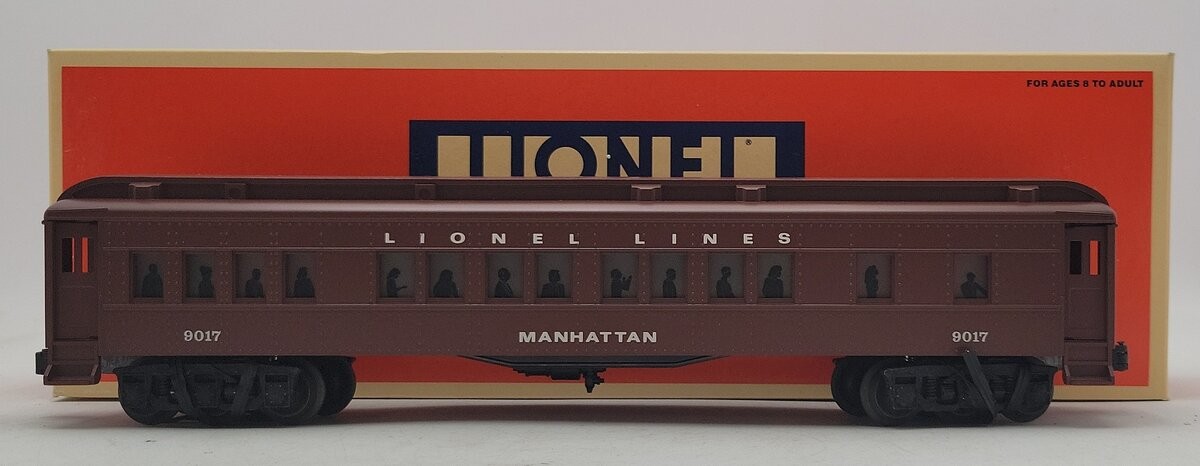 FOR AGES 8 TO ADULT
LIONEL®
LIONEL LINES
9017 MANHATTAN 9017